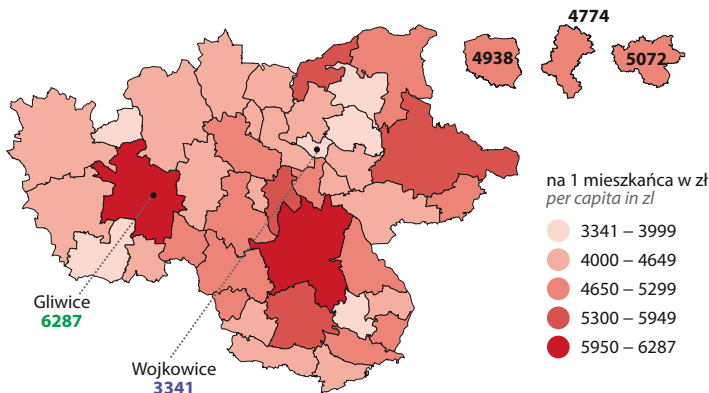 4774
4938
5072
na 1 mieszkańca w zł
per capita in zl
3341 – 3999
4000 – 4649
4650 – 5299
5300 – 5949
5950 – 6287
Gliwice
6287
Wojkowice
3341